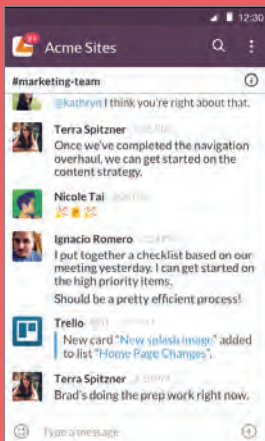 12:30
Acme Sites
#marketing-team
@kathryn I think you're right about that.
Terra Spitzner
Once we've completed the navigation
overhaul, we can get started on the
content strategy.
Nicole Tai
Ignacio Romero
I put together a checklist based on our
meeting yesterday. I can get started on
the high priority items.
Should be a pretty efficient process!
Trello
New card "New splash image" added
to list "Home Page Changes".
Terra Spitzner
Brad's doing the prep work right now.
Type a message